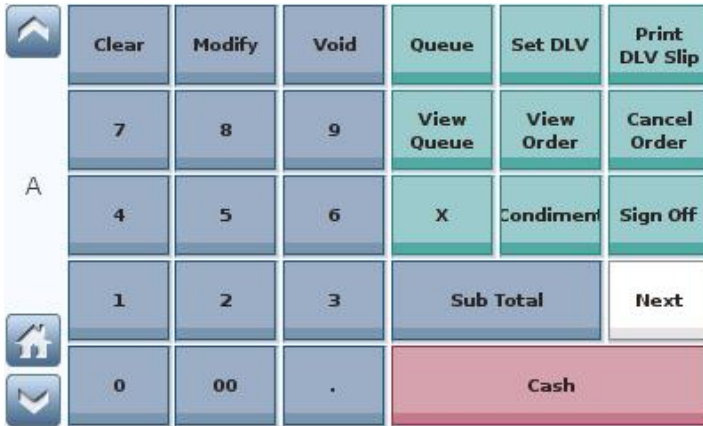 Clear Modify Void Queue Set DLV Print
DLV Slip
7 8 9 View
Queue View
Order Cancel
Order
A
4 5 6 X Condiment Sign Off
1 2 3 Sub Total Next
0 00 . Cash